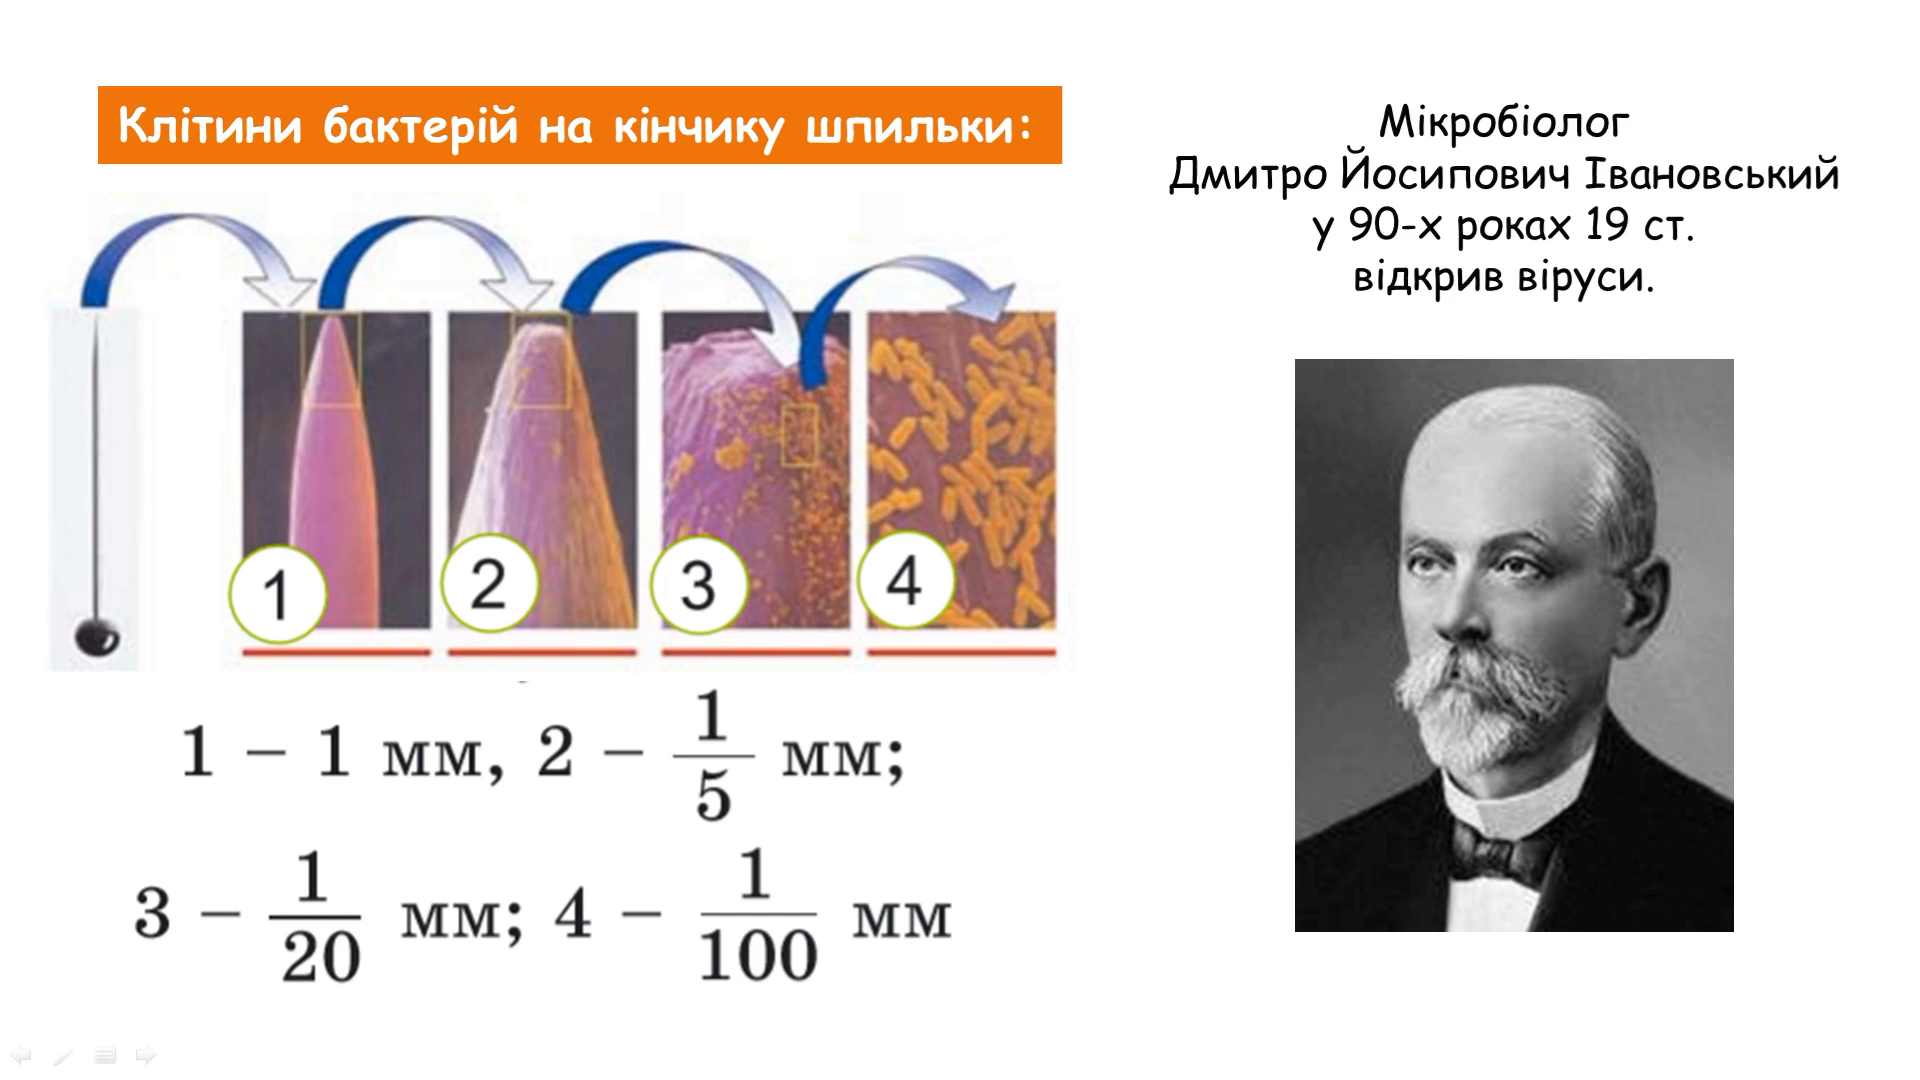 Клітини бактерій на кінчику шпильки:
1
2
3
4
1 – 1 мм, 2 – 1/5 мм;
3 – 1/20 мм; 4 – 1/100 мм
Мікробіолог
Дмитро Йосипович Івановський
у 90-х роках 19 ст.
відкрив віруси.